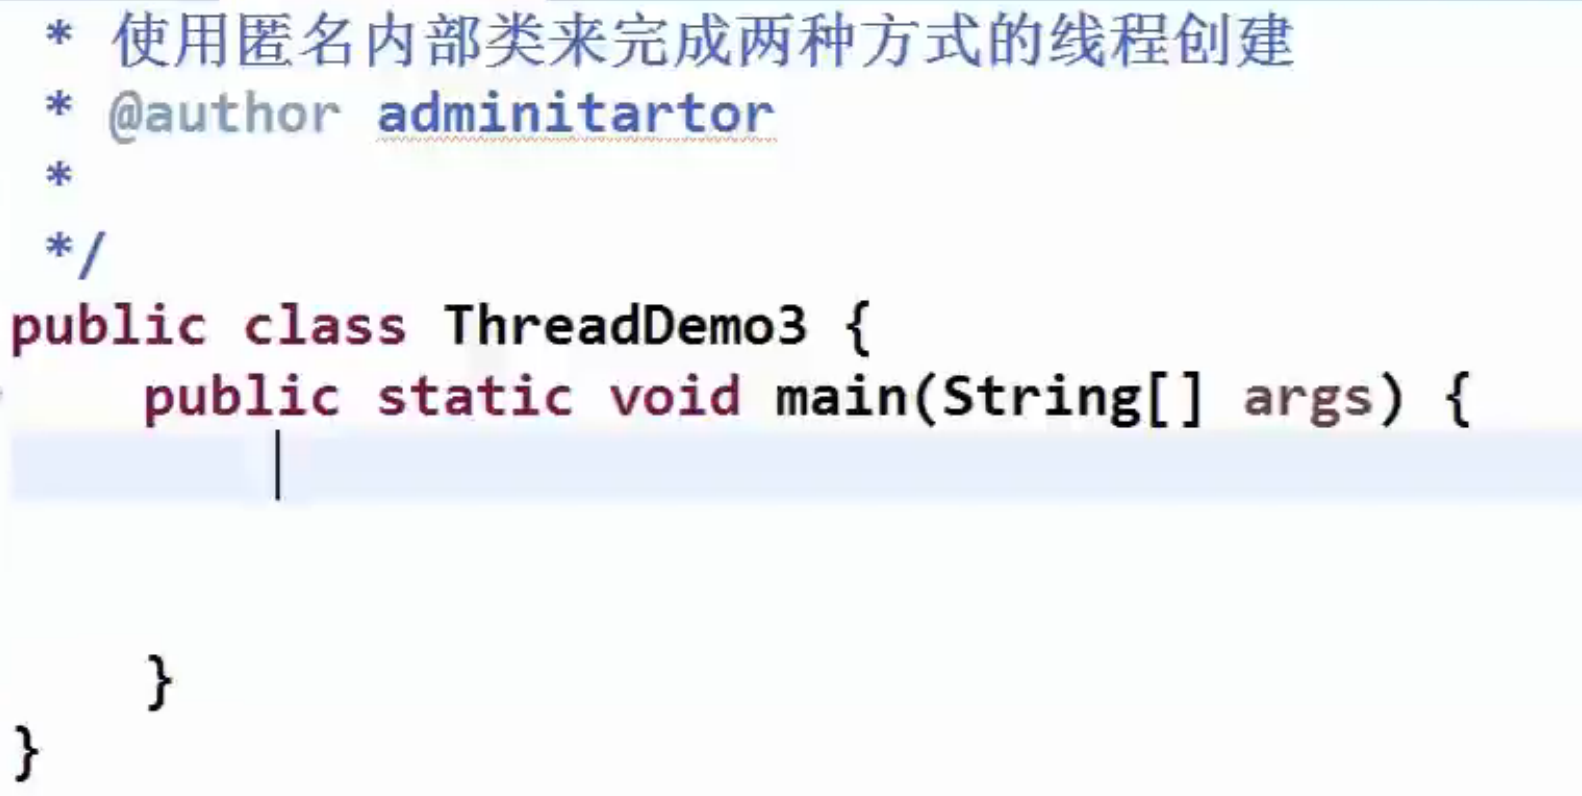 * 使用匿名内部类来完成两种方式的线程创建
* @author adminitartor
*
*/
public class ThreadDemo3 {
public static void main(String[] args) {
}
}